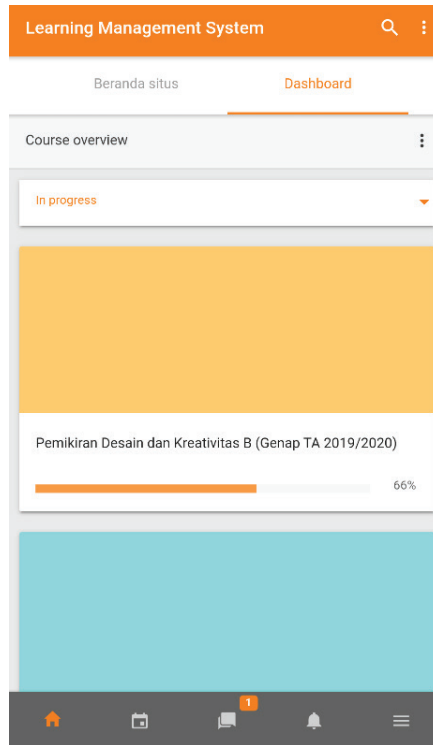 Learning Management System
Beranda situs
Dashboard
Course overview
In progress
Pemikiran Desain dan Kreativitas B (Genap TA 2019/2020)
66%
1